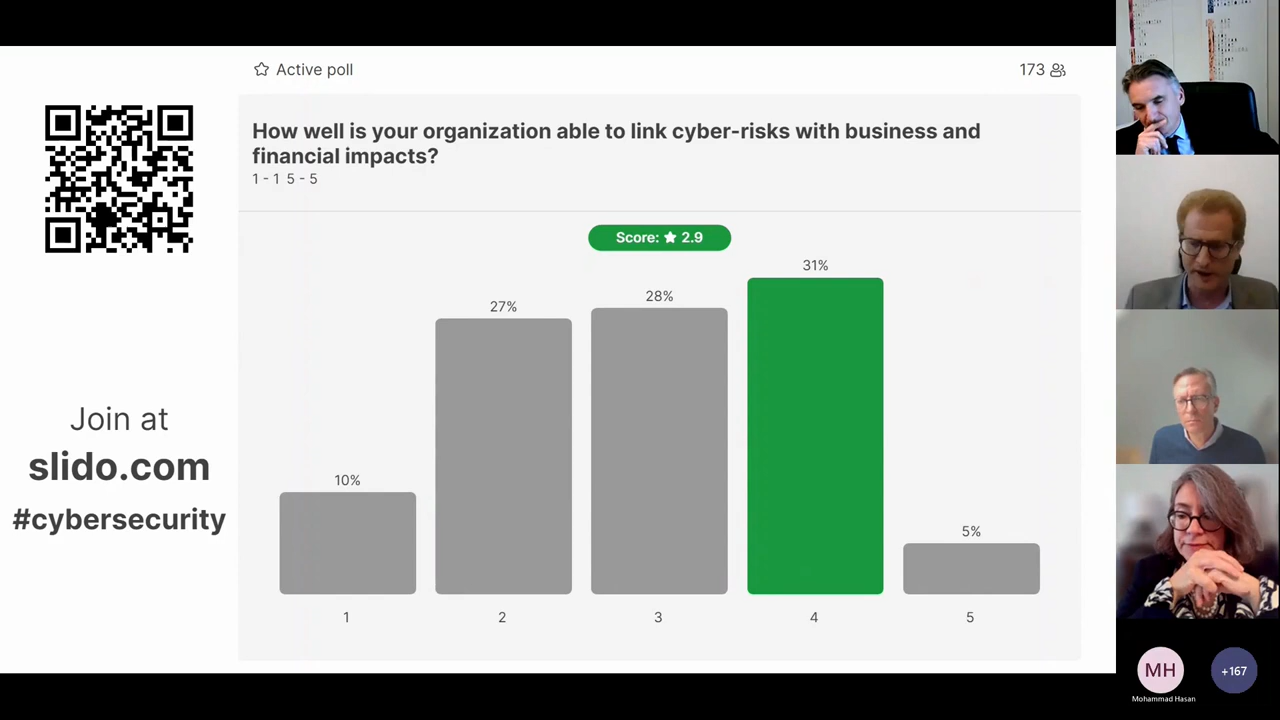 Active poll
173
How well is your organization able to link cyber-risks with business and
financial impacts?
1 - 1 5 - 5
Score: ★ 2.9
10%
27%
28%
31%
5%
1
2
3
4
5
Join at
slido.com
#cybersecurity
MH
+167
Mohammad Hasan